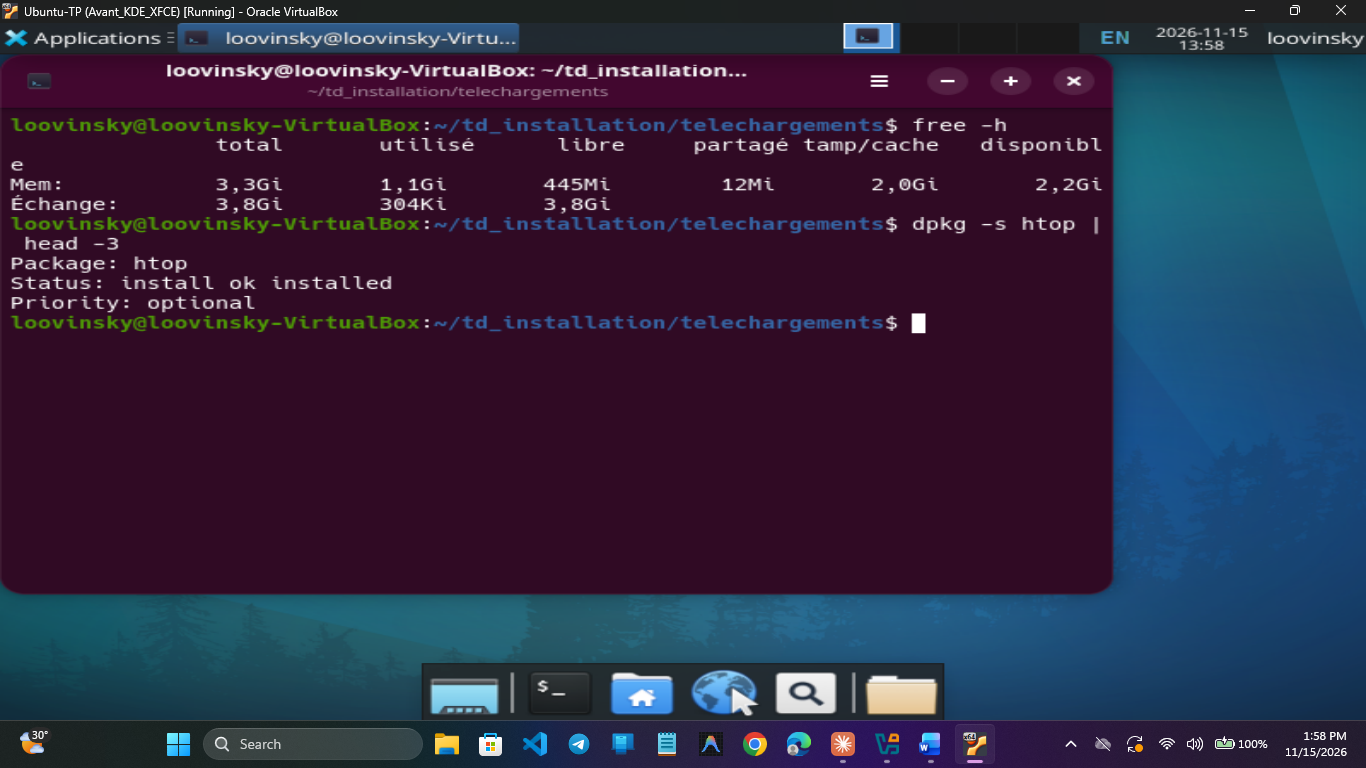 Ubuntu-TP (Avant_KDE_XFCE) [Running] - Oracle VirtualBox
Applications
loovinsky@loovinsky-Virtu...
EN
2026-11-15
13:58
loovinsky
loovinsky@loovinsky-VirtualBox: ~/td_installation...
~/td_installation/telechargements
loovinsky@loovinsky-VirtualBox:~/td_installation/telechargements$ free -h
total utilisé libre partagé tamp/cache disponibl
e
Mem: 3,3Gi 1,1Gi 445Mi 12Mi 2,0Gi 2,2Gi
Échange: 3,8Gi 304Ki 3,8Gi
loovinsky@loovinsky-VirtualBox:~/td_installation/telechargements$ dpkg -s htop |
head -3
Package: htop
Status: install ok installed
Priority: optional
loovinsky@loovinsky-VirtualBox:~/td_installation/telechargements$
$_
30°
Search
100%
1:58 PM
11/15/2026